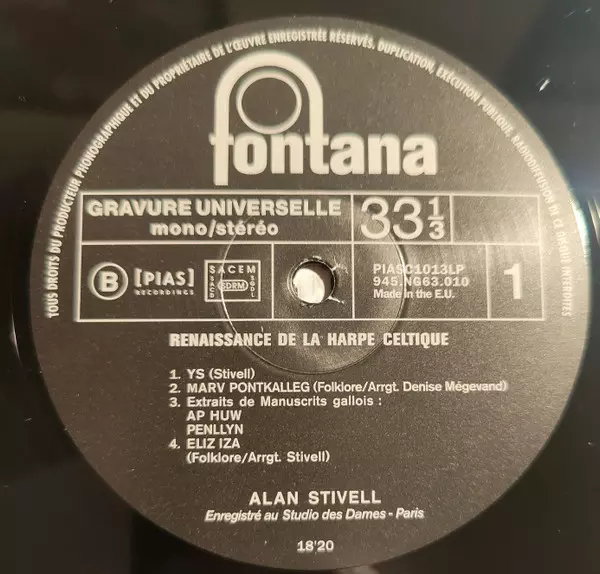 TOUS DROITS DU PRODUCTEUR PHONOGRAPHIQUE ET DU PROPRIÉTAIRE DE L'ŒUVRE ENREGISTRÉE RÉSERVÉS. DUPLICATION, EXÉCUTION PUBLIQUE, RADIODIFFUSION DE CE DISQUE INTERDITES
fontana
GRAVURE UNIVERSELLE
mono/stéréo
33 1/3
B
[PIAS]
RECORDINGS
SACEM
SACD
SDRM
SGDL
PIASC1013LP
945.NG63.010
Made in the E.U.
1
RENAISSANCE DE LA HARPE CELTIQUE
1. YS (Stivell)
2. MARV PONTKALLEG (Folklore/Arrgt. Denise Mégevand)
3. Extraits de Manuscrits gallois :
AP HUW
PENLLYN
4. ELIZ IZA
(Folklore/Arrgt. Stivell)
ALAN STIVELL
Enregistré au Studio des Dames - Paris
18'20